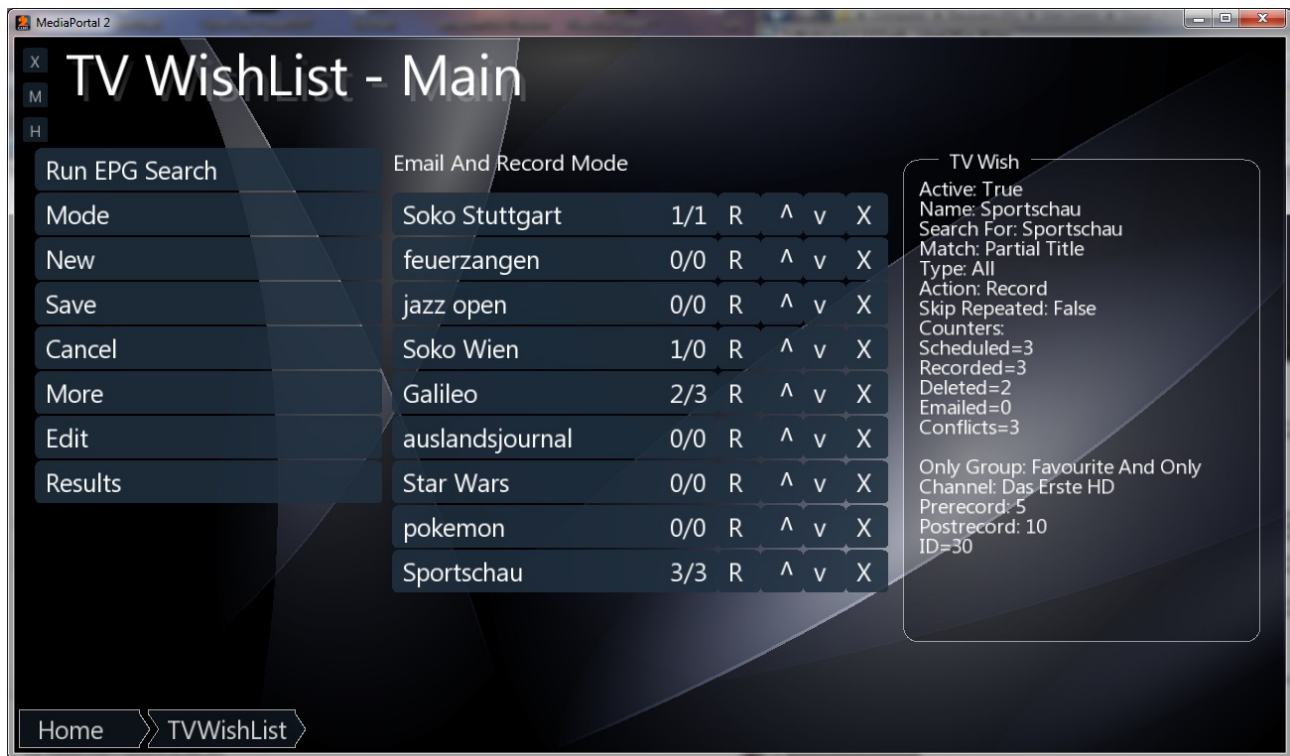 MediaPortal 2
X
M
H
TV WishList - Main
Run EPG Search
Mode
New
Save
Cancel
More
Edit
Results
Email And Record Mode
Soko Stuttgart 1/1 R ^ v X
feuerzangen 0/0 R ^ v X
jazz open 0/0 R ^ v X
Soko Wien 1/0 R ^ v X
Galileo 2/3 R ^ v X
auslandsjournal 0/0 R ^ v X
Star Wars 0/0 R ^ v X
pokemon 0/0 R ^ v X
Sportschau 3/3 R ^ v X
TV Wish
Active: True
Name: Sportschau
Search For: Sportschau
Match: Partial Title
Type: All
Action: Record
Skip Repeated: False
Counters:
Scheduled=3
Recorded=3
Deleted=2
Emailed=0
Conflicts=3
Only Group: Favourite And Only
Channel: Das Erste HD
Prerecord: 5
Postrecord: 10
ID=30
Home
TVWishList